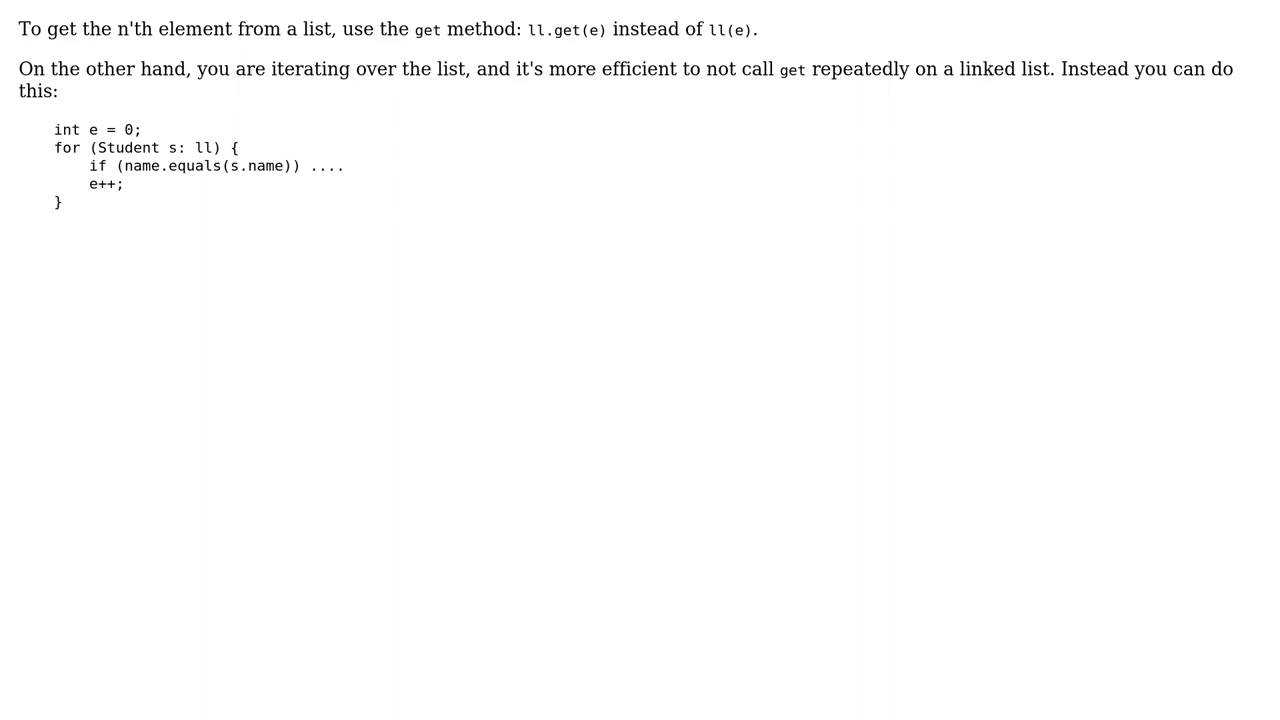 To get the n'th element from a list, use the get method: ll.get(e) instead of ll(e).
On the other hand, you are iterating over the list, and it's more efficient to not call get repeatedly on a linked list. Instead you can do
this:
int e = 0;
for (Student s: ll) {
    if (name.equals(s.name)) ....
    e++;
}